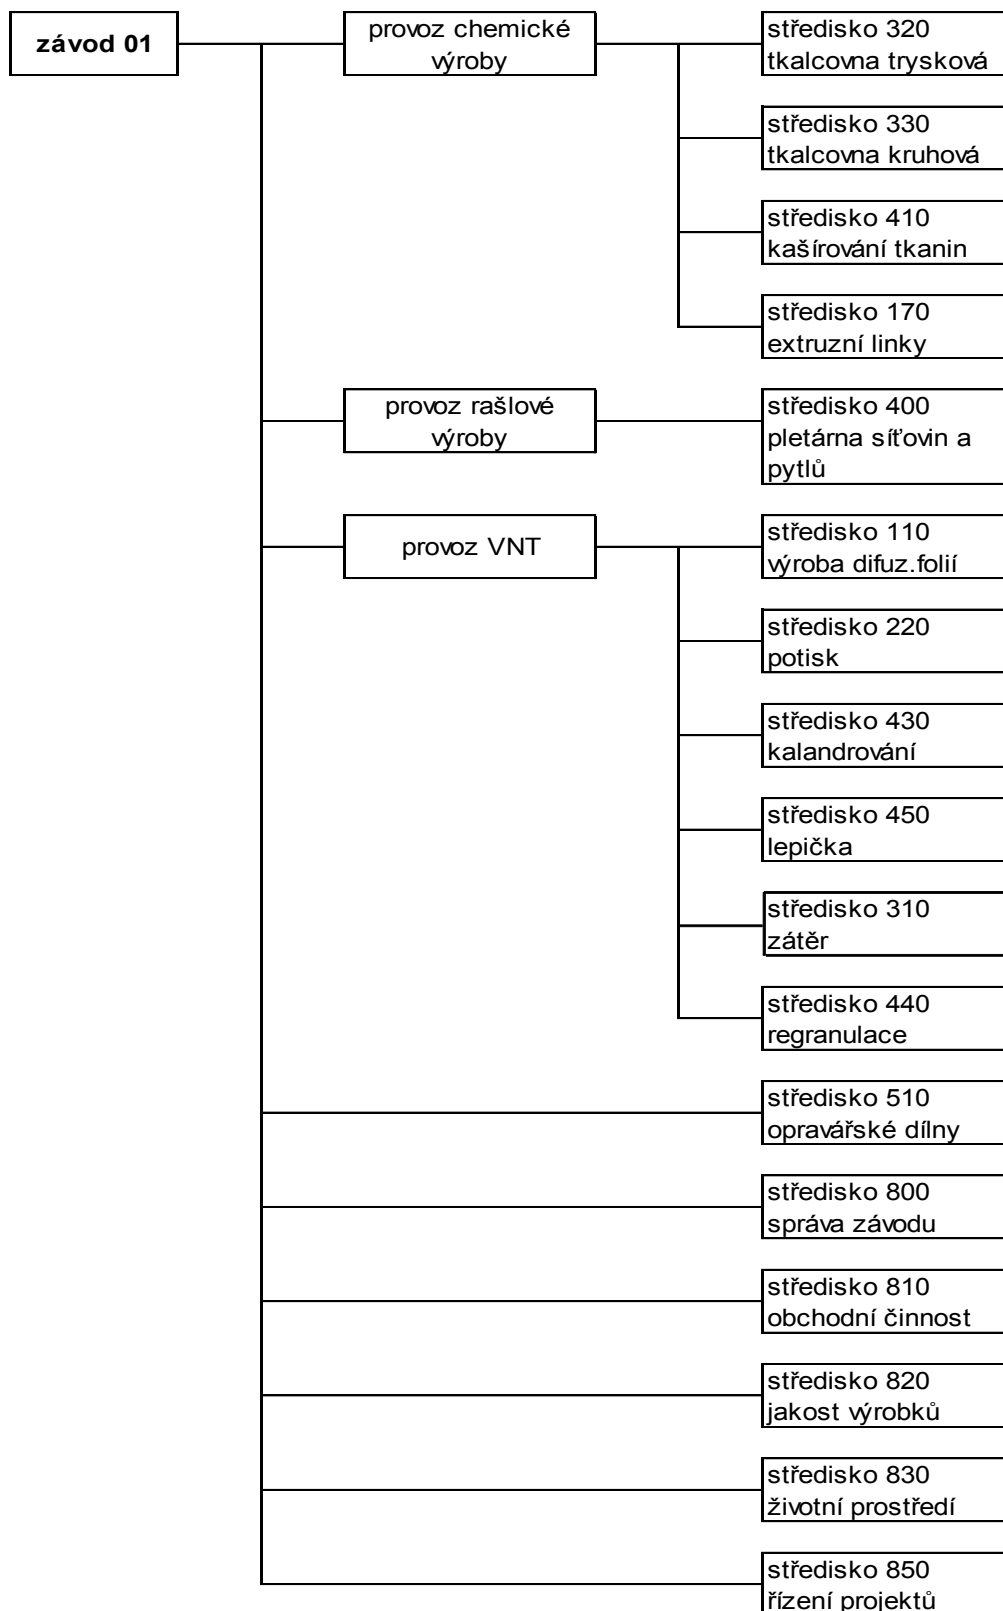 závod 01
provoz chemické
výroby
středisko 320
tkalcovna trysková
středisko 330
tkalcovna kruhová
středisko 410
kašírování tkanin
středisko 170
extruzní linky
provoz rašlové
výroby
středisko 400
pletárna síťovin a
pytlů
provoz VNT
středisko 110
výroba difuz.folií
středisko 220
potisk
středisko 430
kalandrování
středisko 450
lepička
středisko 310
zátěr
středisko 440
regranulace
středisko 510
opravářské dílny
středisko 800
správa závodu
středisko 810
obchodní činnost
středisko 820
jakost výrobků
středisko 830
životní prostředí
středisko 850
řízení projektů